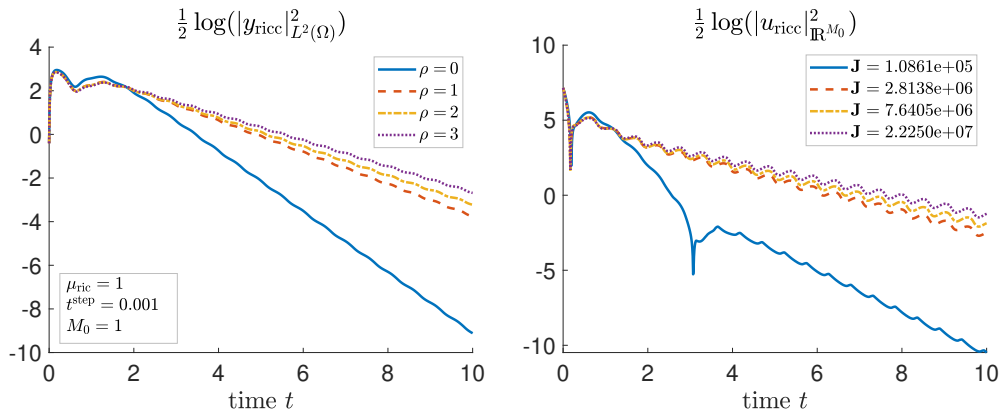 ½ log(|y_ricc|²_{L²(Ω)})
4
2
0
-2
-4
-6
-8
-10
0 2 4 6 8 10
time t
ρ = 0
ρ = 1
ρ = 2
ρ = 3
μ_ric = 1
t^step = 0.001
M₀ = 1
½ log(|u_ricc|²_{ℝ^{M₀}})
10
5
0
-5
-10
0 2 4 6 8 10
time t
J = 1.0861e+05
J = 2.8138e+06
J = 7.6405e+06
J = 2.2250e+07